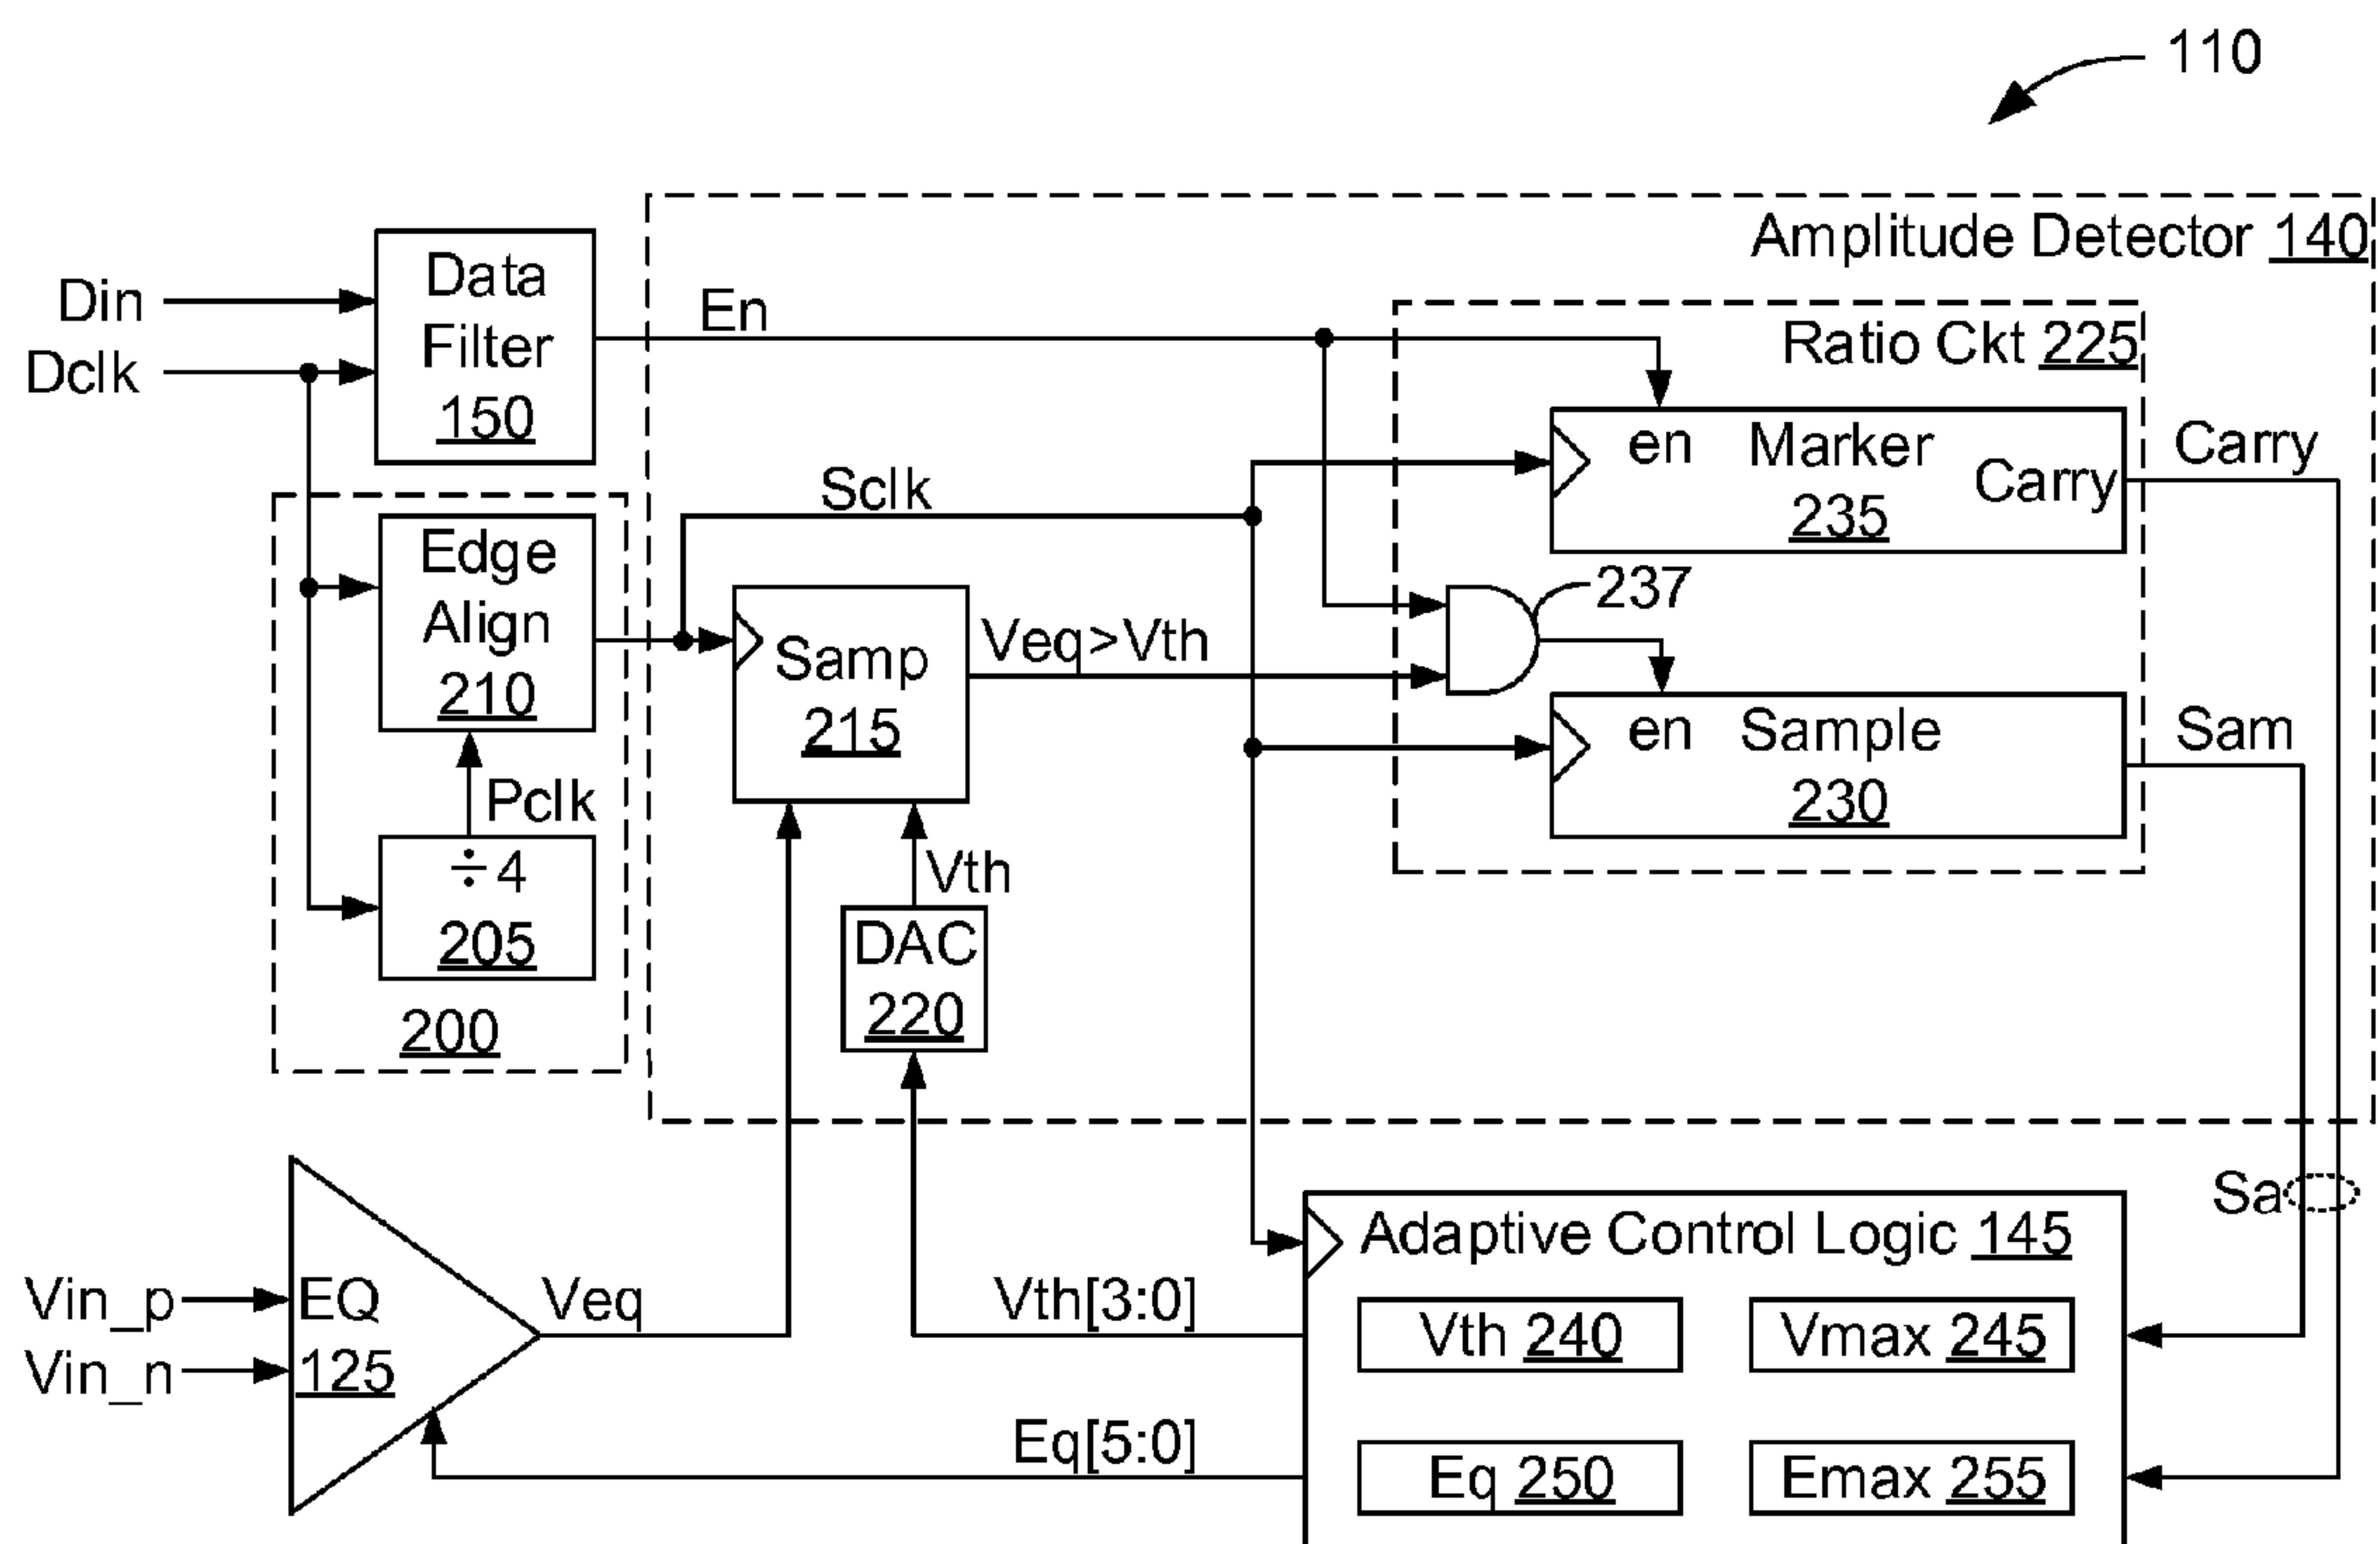 110
Amplitude Detector 140
Din
Dclk
Data
Filter
150
En
Ratio Ckt 225
en Marker
235
Carry
Carry
Sclk
Edge
Align
210
237
Samp
215
Veq>Vth
en Sample
230
Sam
Pclk
÷4
205
200
Vth
DAC
220
Sa
Adaptive Control Logic 145
Vin_p
Vin_n
EQ
125
Veq
Vth[3:0]
Vth 240
Vmax 245
Eq[5:0]
Eq 250
Emax 255